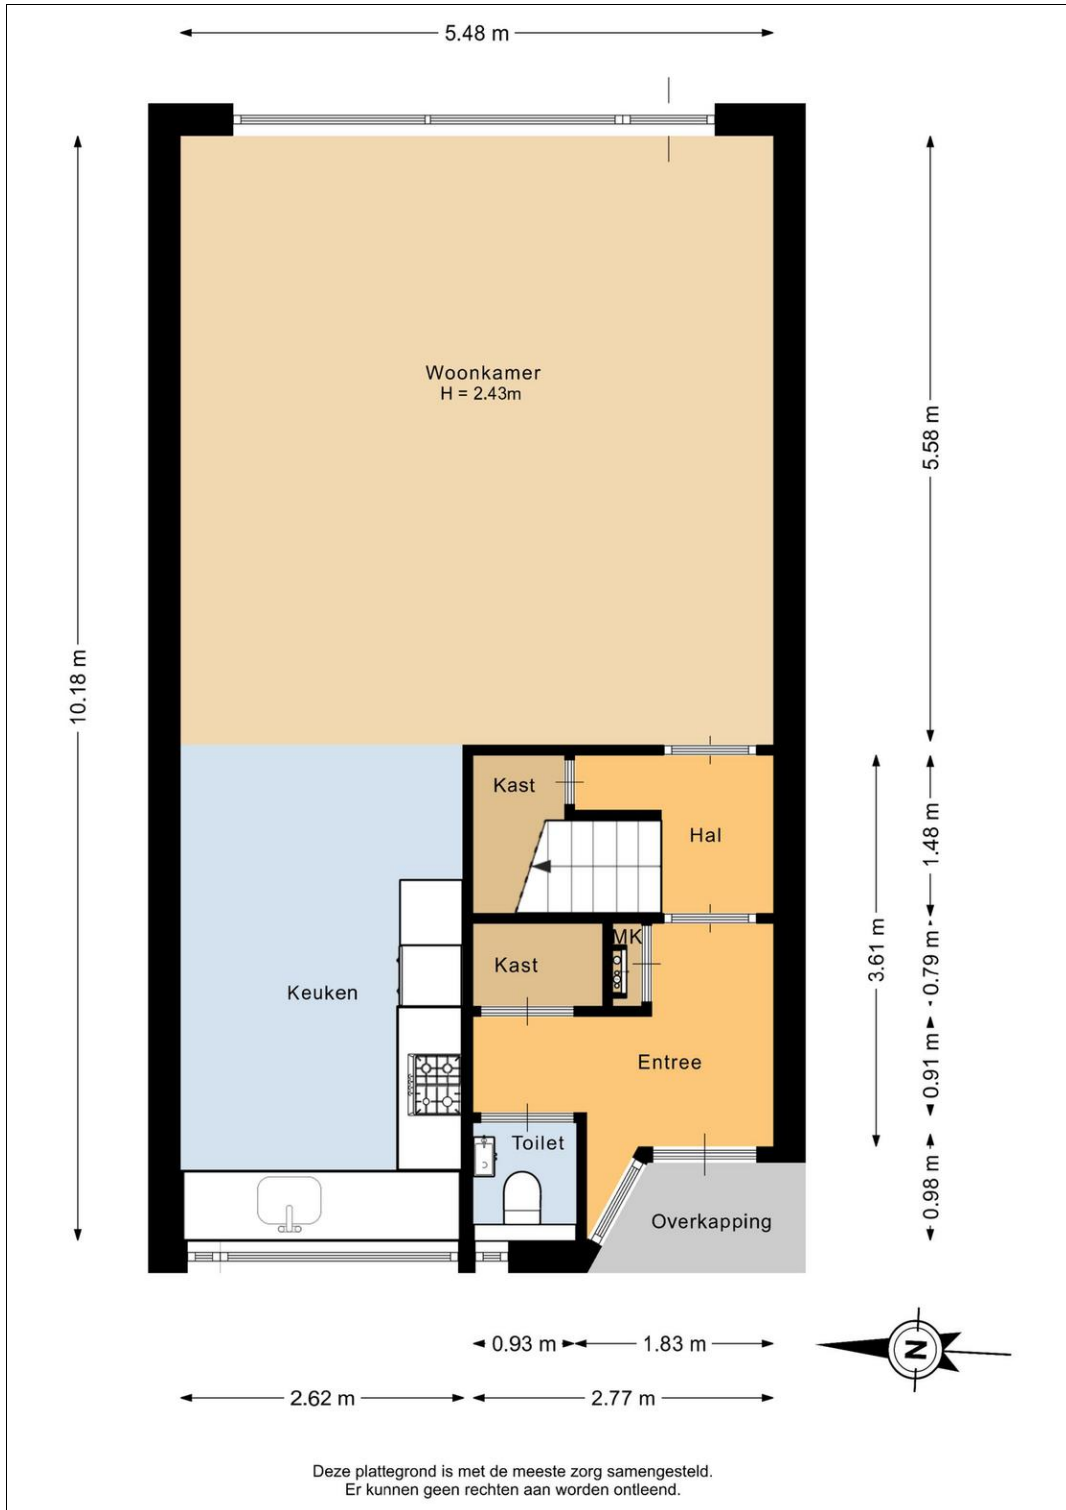 5.48 m
Woonkamer
H = 2.43m
5.58 m
10.18 m
Kast
Hal
1.48 m
3.61 m
MK
Kast
0.79 m
Keuken
Entree
0.91 m
Toilet
0.98 m
Overkapping
0.93 m
1.83 m
N
2.62 m
2.77 m
Deze plattegrond is met de meeste zorg samengesteld.
Er kunnen geen rechten aan worden ontleend.